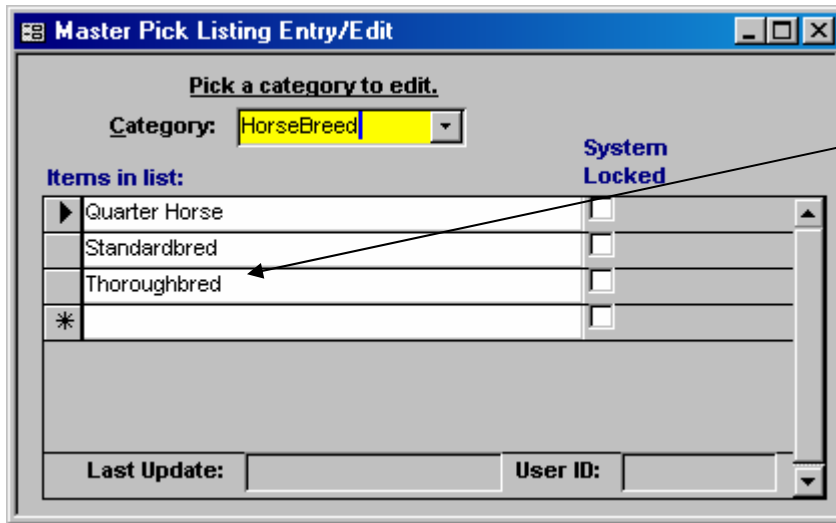 Master Pick Listing Entry/Edit
Pick a category to edit.
Category: HorseBreed
System
Items in list: Locked
Quarter Horse
Standardbred
Thoroughbred
Last Update: User ID: